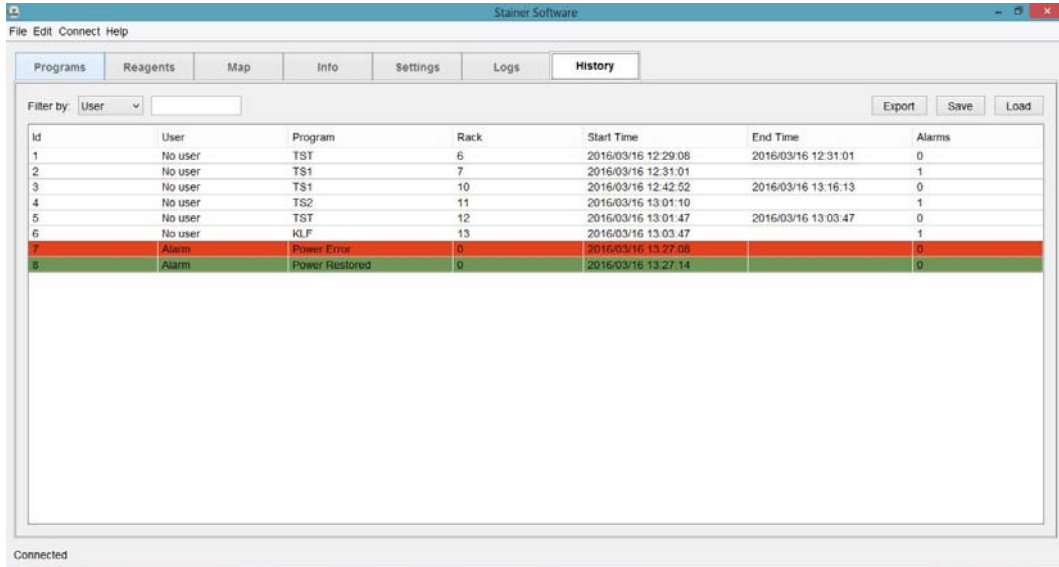 Stainer Software
File Edit Connect Help
Programs Reagents Map Info Settings Logs History
Filter by: User Export Save Load
Id User Program Rack Start Time End Time Alarms
1 No user TST 6 2016/03/16 12:29:08 2016/03/16 12:31:01 0
2 No user TS1 7 2016/03/16 12:31:01 1
3 No user TS1 10 2016/03/16 12:42:52 2016/03/16 13:16:13 0
4 No user TS2 11 2016/03/16 13:01:10 1
5 No user TST 12 2016/03/16 13:01:47 2016/03/16 13:03:47 0
6 No user KLF 13 2016/03/16 13:03:47 1
7 Alarm Power Error 0 2016/03/16 13:27:08 0
8 Alarm Power Restored 0 2016/03/16 13:27:14 0
Connected